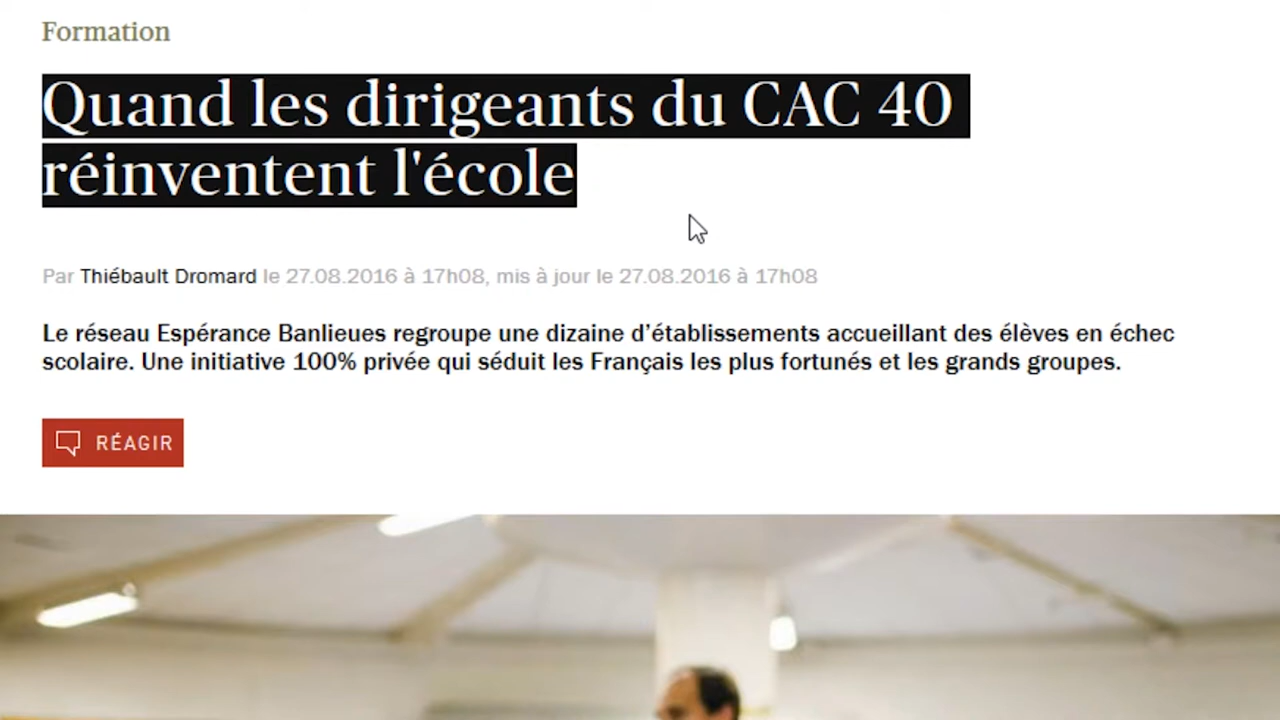 Formation
Quand les dirigeants du CAC 40
réinventent l'école
Par Thiébault Dromard le 27.08.2016 à 17h08, mis à jour le 27.08.2016 à 17h08
Le réseau Espérance Banlieues regroupe une dizaine d’établissements accueillant des élèves en échec
scolaire. Une initiative 100% privée qui séduit les Français les plus fortunés et les grands groupes.
RÉAGIR